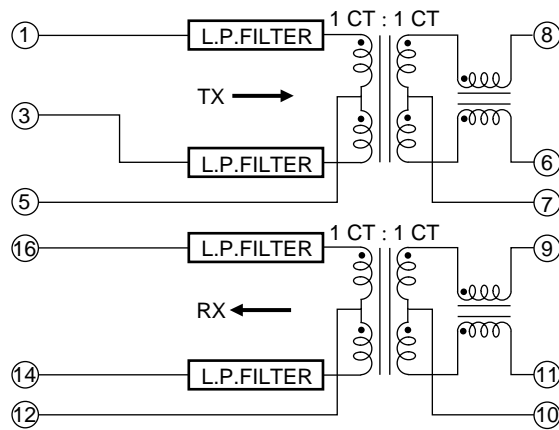 1 CT : 1 CT
1 L.P.FILTER 8
TX
3
L.P.FILTER 6
5 7
1 CT : 1 CT
16 L.P.FILTER 9
RX
14 L.P.FILTER 11
12 10